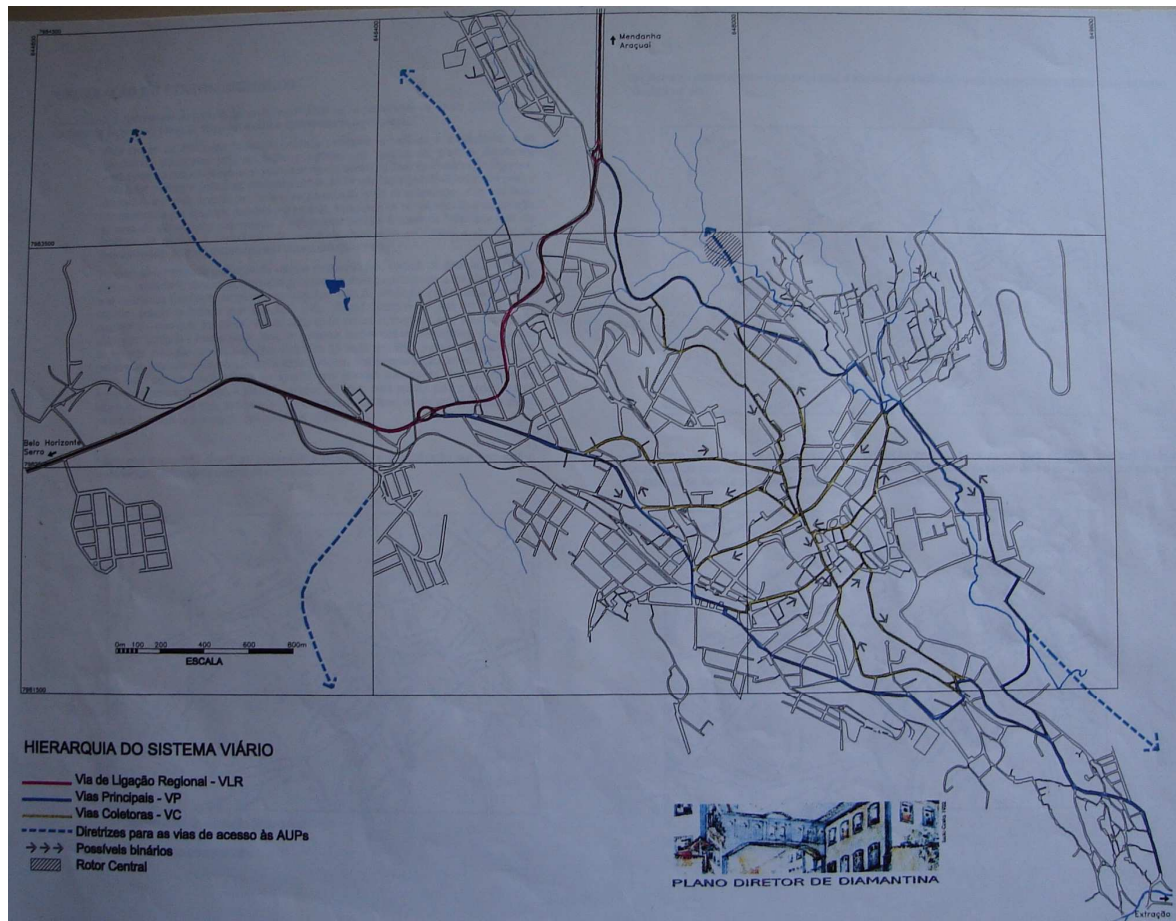 Mendanha
Araçuaí
Belo Horizonte
Serro
0m 100 200 400 600 800m
ESCALA
HIERARQUIA DO SISTEMA VIÁRIO
Via de Ligação Regional - VLR
Vias Principais - VP
Vias Coletoras - VC
Diretrizes para as vias de acesso às AUPs
Possíveis binários
Rotor Central
PLANO DIRETOR DE DIAMANTINA
Extração